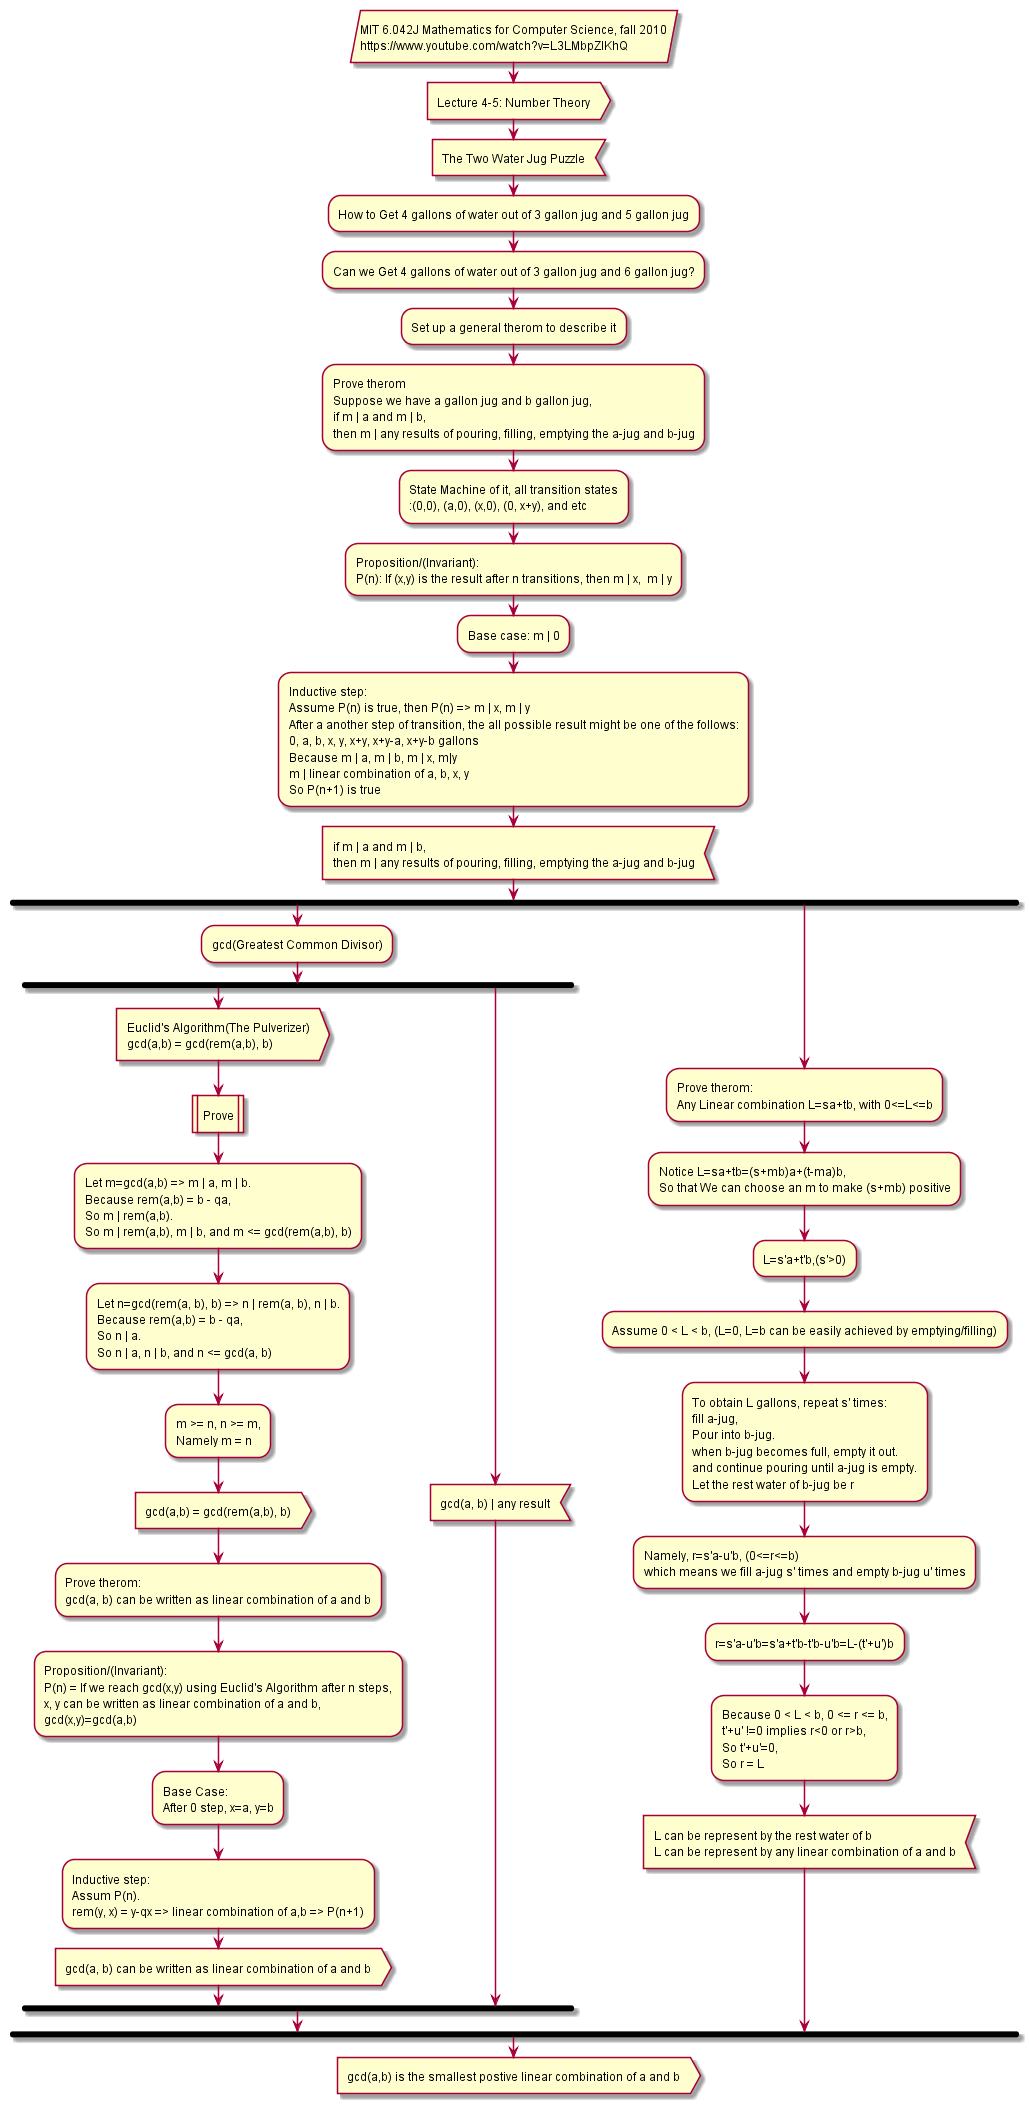 MIT 6.042J Mathematics for Computer Science, fall 2010
https://www.youtube.com/watch?v=L3LMbpZIKhQ
Lecture 4-5: Number Theory
The Two Water Jug Puzzle
How to Get 4 gallons of water out of 3 gallon jug and 5 gallon jug
Can we Get 4 gallons of water out of 3 gallon jug and 6 gallon jug?
Set up a general therom to describe it
Prove therom
Suppose we have a gallon jug and b gallon jug,
if m | a and m | b,
then m | any results of pouring, filling, emptying the a-jug and b-jug
State Machine of it, all transition states
:(0,0), (a,0), (x,0), (0, x+y), and etc
Proposition/(Invariant):
P(n): If (x,y) is the result after n transitions, then m | x,  m | y
Base case: m | 0
Inductive step:
Assume P(n) is true, then P(n) => m | x, m | y
After a another step of transition, the all possible result might be one of the follows:
0, a, b, x, y, x+y, x+y-a, x+y-b gallons
Because m | a, m | b, m | x, m|y
m | linear combination of a, b, x, y
So P(n+1) is true
if m | a and m | b,
then m | any results of pouring, filling, emptying the a-jug and b-jug
gcd(Greatest Common Divisor)
Euclid's Algorithm(The Pulverizer)
gcd(a,b) = gcd(rem(a,b), b)
Prove
Let m=gcd(a,b) => m | a, m | b.
Because rem(a,b) = b - qa,
So m | rem(a,b).
So m | rem(a,b), m | b, and m <= gcd(rem(a,b), b)
Let n=gcd(rem(a, b), b) => n | rem(a, b), n | b.
Because rem(a,b) = b - qa,
So n | a.
So n | a, n | b, and n <= gcd(a, b)
m >= n, n >= m,
Namely m = n
gcd(a,b) = gcd(rem(a,b), b)
Prove therom:
gcd(a, b) can be written as linear combination of a and b
Proposition/(Invariant):
P(n) = If we reach gcd(x,y) using Euclid's Algorithm after n steps,
x, y can be written as linear combination of a and b,
gcd(x,y)=gcd(a,b)
Base Case:
After 0 step, x=a, y=b
Inductive step:
Assum P(n).
rem(y, x) = y-qx => linear combination of a,b => P(n+1)
gcd(a, b) can be written as linear combination of a and b
gcd(a, b) | any result
Prove therom:
Any Linear combination L=sa+tb, with 0<=L<=b
Notice L=sa+tb=(s+mb)a+(t-ma)b,
So that We can choose an m to make (s+mb) positive
L=s'a+t'b,(s'>0)
Assume 0 < L < b, (L=0, L=b can be easily achieved by emptying/filling)
To obtain L gallons, repeat s' times:
fill a-jug,
Pour into b-jug.
when b-jug becomes full, empty it out.
and continue pouring until a-jug is empty.
Let the rest water of b-jug be r
Namely, r=s'a-u'b, (0<=r<=b)
which means we fill a-jug s' times and empty b-jug u' times
r=s'a-u'b=s'a+t'b-t'b-u'b=L-(t'+u')b
Because 0 < L < b, 0 <= r <= b,
t'+u' !=0 implies r<0 or r>b,
So t'+u'=0,
So r = L
L can be represent by the rest water of b
L can be represent by any linear combination of a and b
gcd(a,b) is the smallest postive linear combination of a and b